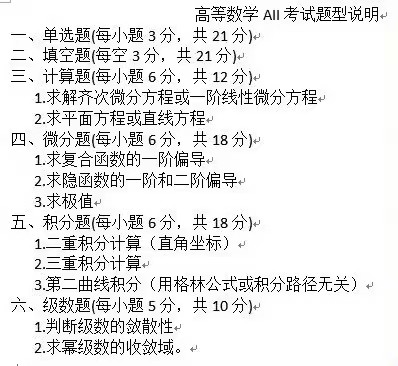 高等数学 AII 考试题型说明
一、单选题(每小题 3 分，共 21 分)
二、填空题(每空 3 分，共 21 分)
三、计算题(每小题 6 分，共 12 分)
1.求解齐次微分方程或一阶线性微分方程
2.求平面方程或直线方程
四、微分题(每小题 6 分，共 18 分)
1.求复合函数的一阶偏导
2.求隐函数的一阶和二阶偏导
3.求极值
五、积分题(每小题 6 分，共 18 分)
1.二重积分计算（直角坐标）
2.三重积分计算
3.第二曲线积分（用格林公式或积分路径无关）
六、级数题(每小题 5 分，共 10 分)
1.判断级数的敛散性
2.求幂级数的收敛域。